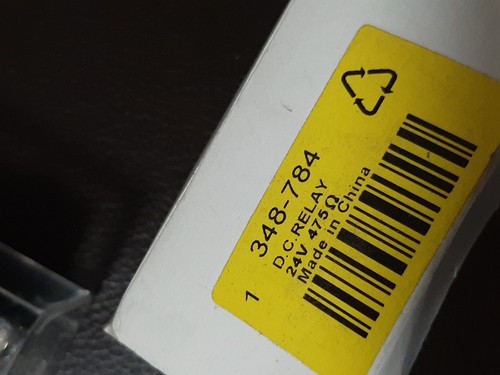 348-784
1 D.C.RELAY
24V 475Ω
Made in China